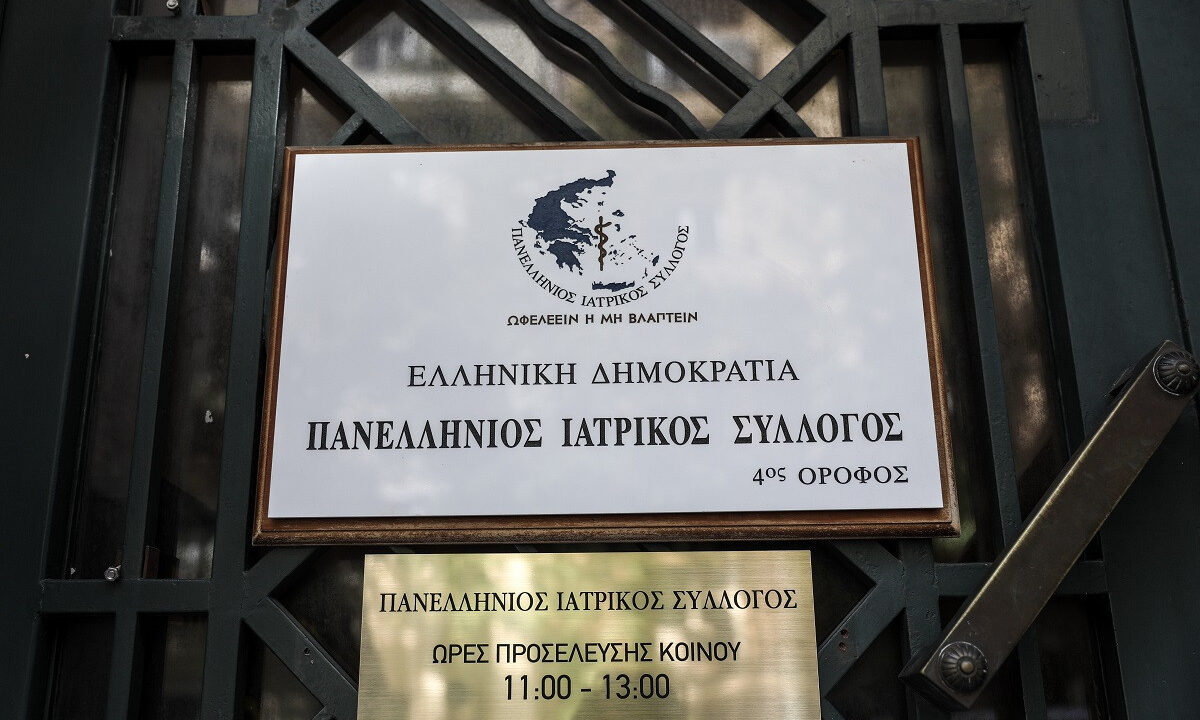 ΠΑΝΕΛΛΗΝΙΟΣ ΙΑΤΡΙΚΟΣ ΣΥΛΛΟΓΟΣ
ΩΦΕΛΕΕΙΝ Η ΜΗ ΒΛΑΠΤΕΙΝ
ΕΛΛΗΝΙΚΗ ΔΗΜΟΚΡΑΤΙΑ
ΠΑΝΕΛΛΗΝΙΟΣ ΙΑΤΡΙΚΟΣ ΣΥΛΛΟΓΟΣ
4ος ΟΡΟΦΟΣ
ΠΑΝΕΛΛΗΝΙΟΣ ΙΑΤΡΙΚΟΣ ΣΥΛΛΟΓΟΣ
ΩΡΕΣ ΠΡΟΣΕΛΕΥΣΗΣ ΚΟΙΝΟΥ
11:00 - 13:00